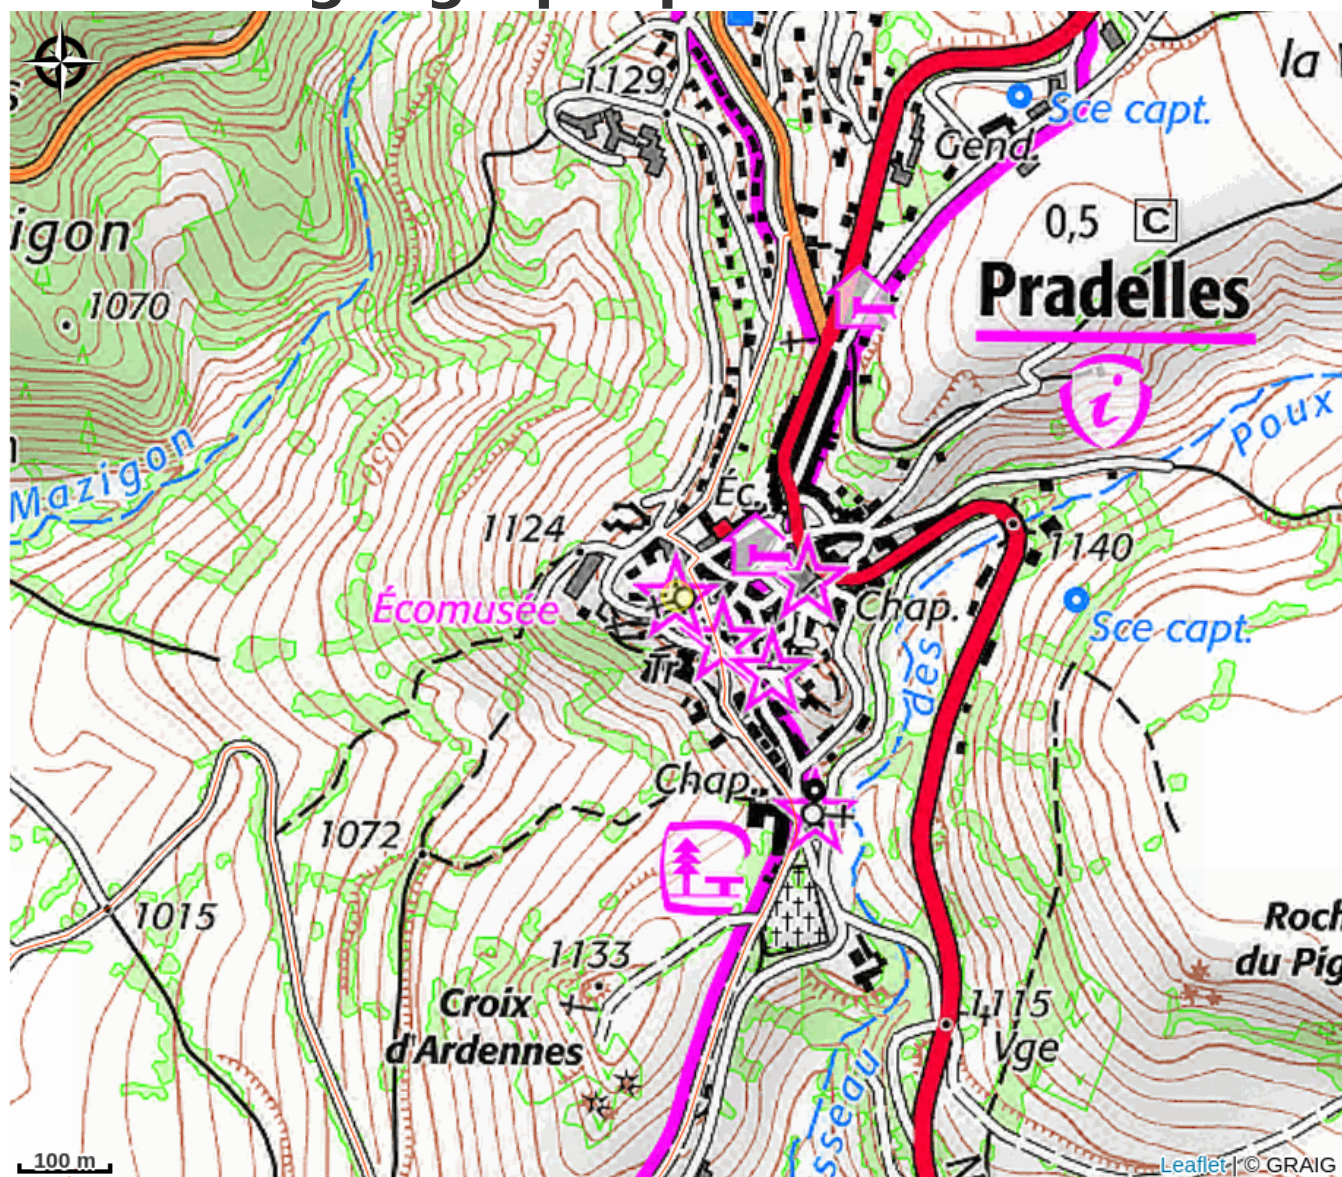 1129
la
Sce capt.
Gend.
0,5 C
igon
1070
Pradelles
i
1050
Mazigon
Poux
Éc.
1124
1140
Écomusée
Chap.
Sce capt.
Tr
des
Chap.
1072
1015
Roch
du Pig
1133
Croix
d'Ardennes
1115
Vge
sseau
100 m
Leaflet | © GRAIG